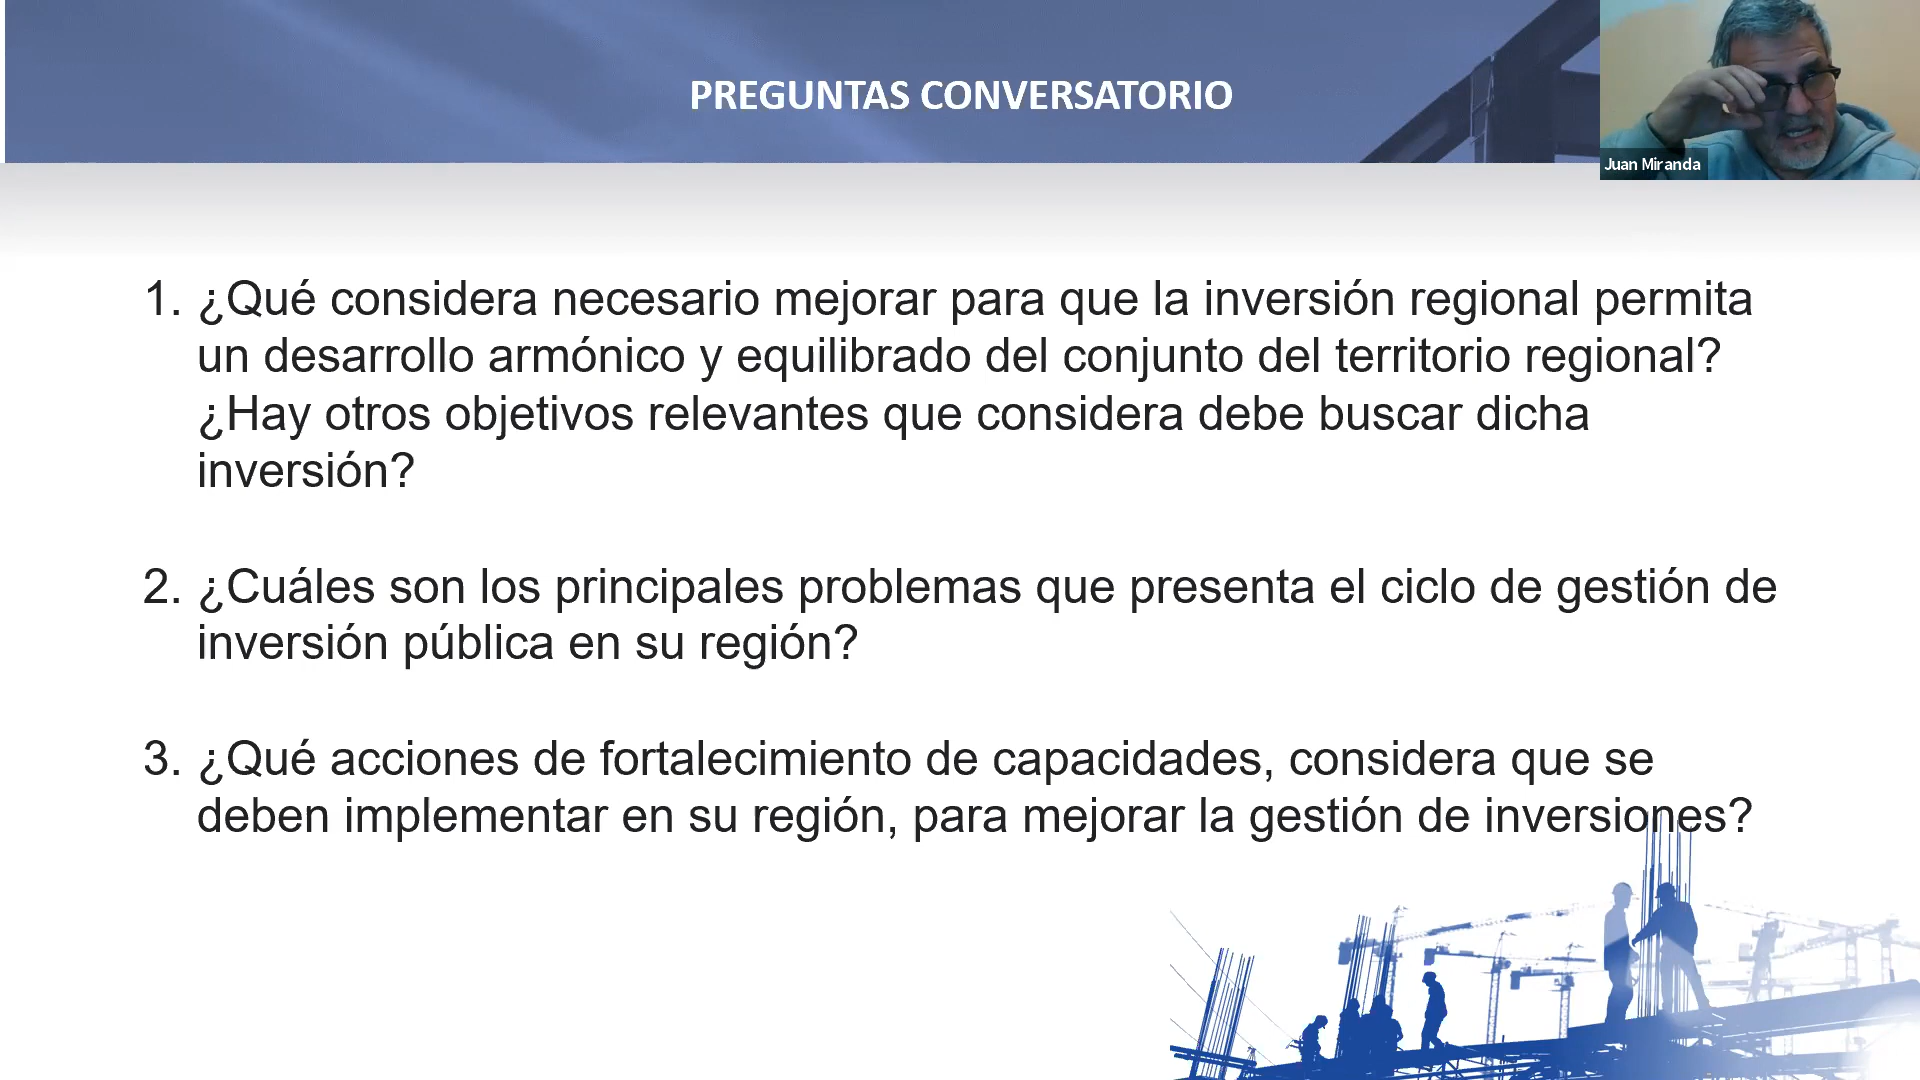 PREGUNTAS CONVERSATORIO
Juan Miranda
1. ¿Qué considera necesario mejorar para que la inversión regional permita
un desarrollo armónico y equilibrado del conjunto del territorio regional?
¿Hay otros objetivos relevantes que considera debe buscar dicha
inversión?
2. ¿Cuáles son los principales problemas que presenta el ciclo de gestión de
inversión pública en su región?
3. ¿Qué acciones de fortalecimiento de capacidades, considera que se
deben implementar en su región, para mejorar la gestión de inversiones?